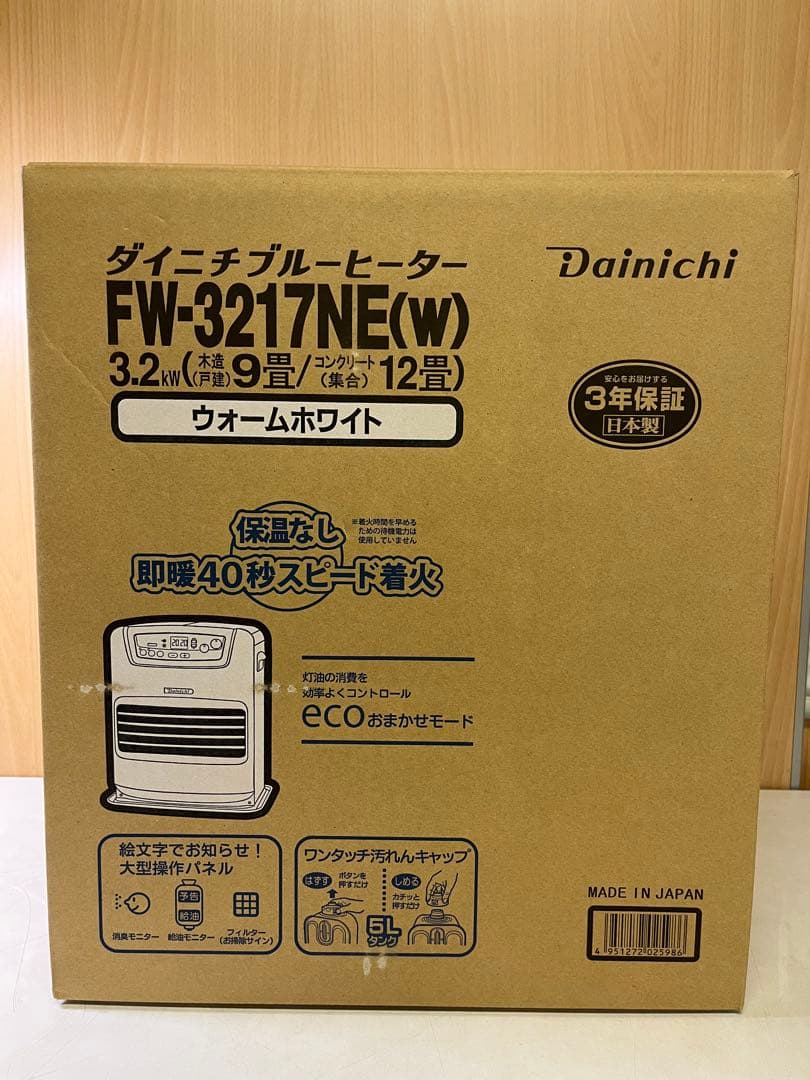 ダイニチブルーヒーター
Dainichi
FW-3217NE(W)
3.2kW(木造(戸建)9畳/コンクリート(集合)12畳)
ウォームホワイト
安心をお届けする
3年保証
日本製
保温なし
※着火時間を早める
ための待機電力は
使用していません
即暖40秒スピード着火
2020
Dainichi
灯油の消費を
効率よくコントロール
ecoおまかせモード
絵文字でお知らせ!
大型操作パネル
予告
給油
消臭モニター
給油モニター
フィルター
(お掃除サイン)
ワンタッチ汚れんキャップ
はずす
ボタンを
押すだけ
しめる
カチッと
押すだけ
5L
タンク
MADE IN JAPAN
4 951272 025986